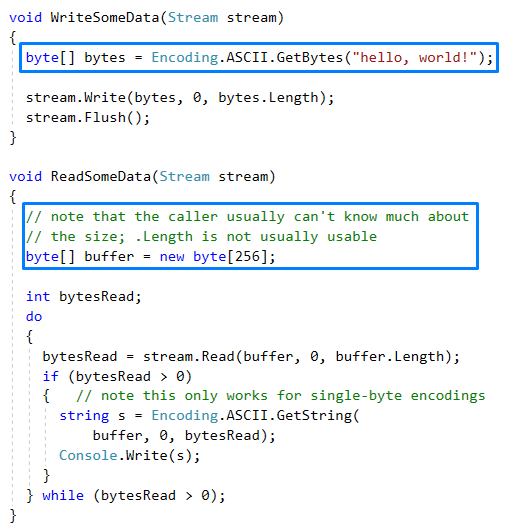 void WriteSomeData(Stream stream)
{
byte[] bytes = Encoding.ASCII.GetBytes("hello, world!");
stream.Write(bytes, 0, bytes.Length);
stream.Flush();
}
void ReadSomeData(Stream stream)
{
// note that the caller usually can't know much about
// the size; .Length is not usually usable
byte[] buffer = new byte[256];
int bytesRead;
do
{
bytesRead = stream.Read(buffer, 0, buffer.Length);
if (bytesRead > 0)
{   // note this only works for single-byte encodings
string s = Encoding.ASCII.GetString(
buffer, 0, bytesRead);
Console.Write(s);
}
} while (bytesRead > 0);
}